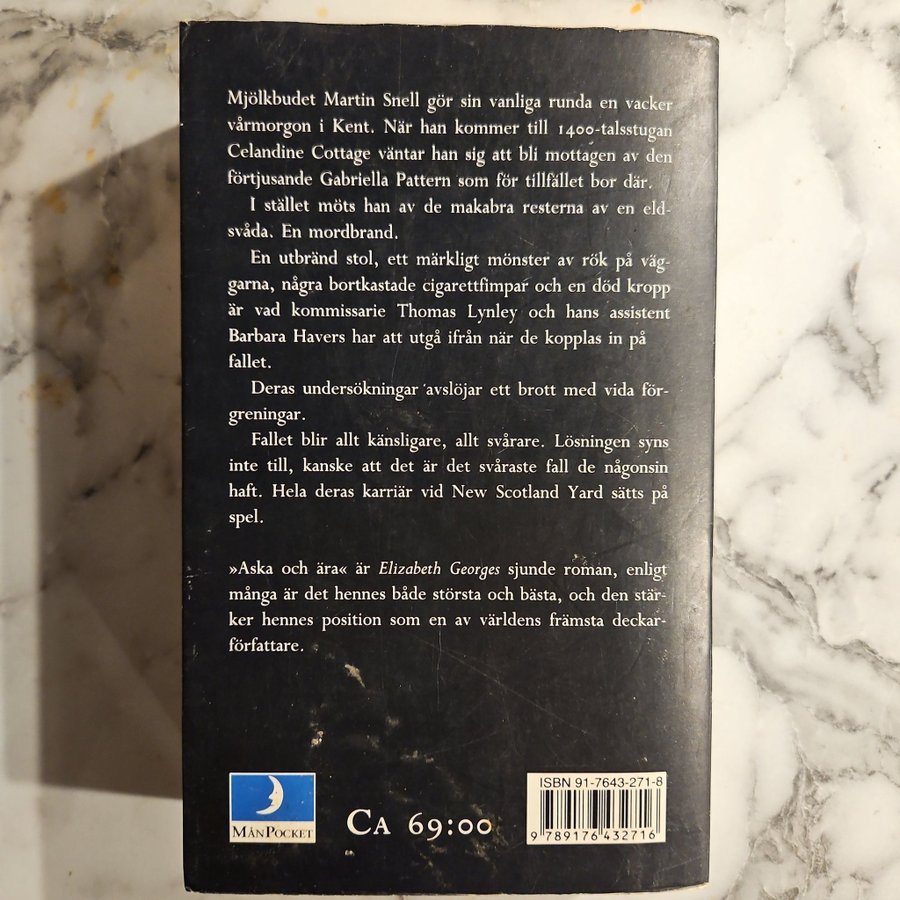 Mjölkbudet Martin Snell gör sin vanliga runda en vacker
vårmorgon i Kent. När han kommer till 1400-talsstugan
Celandine Cottage väntar han sig att bli mottagen av den
förtjusande Gabriella Pattern som för tillfället bor där.
I stället möts han av de makabra resterna av en eld-
svåda. En mordbrand.
En utbränd stol, ett märkligt mönster av rök på väg-
garna, några bortkastade cigarettfimpar och en död kropp
är vad kommissarie Thomas Lynley och hans assistent
Barbara Havers har att utgå ifrån när de kopplas in på
fallet.
Deras undersökningar avslöjar ett brott med vida för-
greningar.
Fallet blir allt känsligare, allt svårare. Lösningen syns
inte till, kanske att det är det svåraste fall de någonsin
haft. Hela deras karriär vid New Scotland Yard sätts på
spel.
»Aska och ära« är Elizabeth Georges sjunde roman, enligt
många är det hennes både största och bästa, och den stär-
ker hennes position som en av världens främsta deckar-
författare.
MÅNPOCKET
CA 69:00
ISBN 91-7643-271-8
9 789176 432716